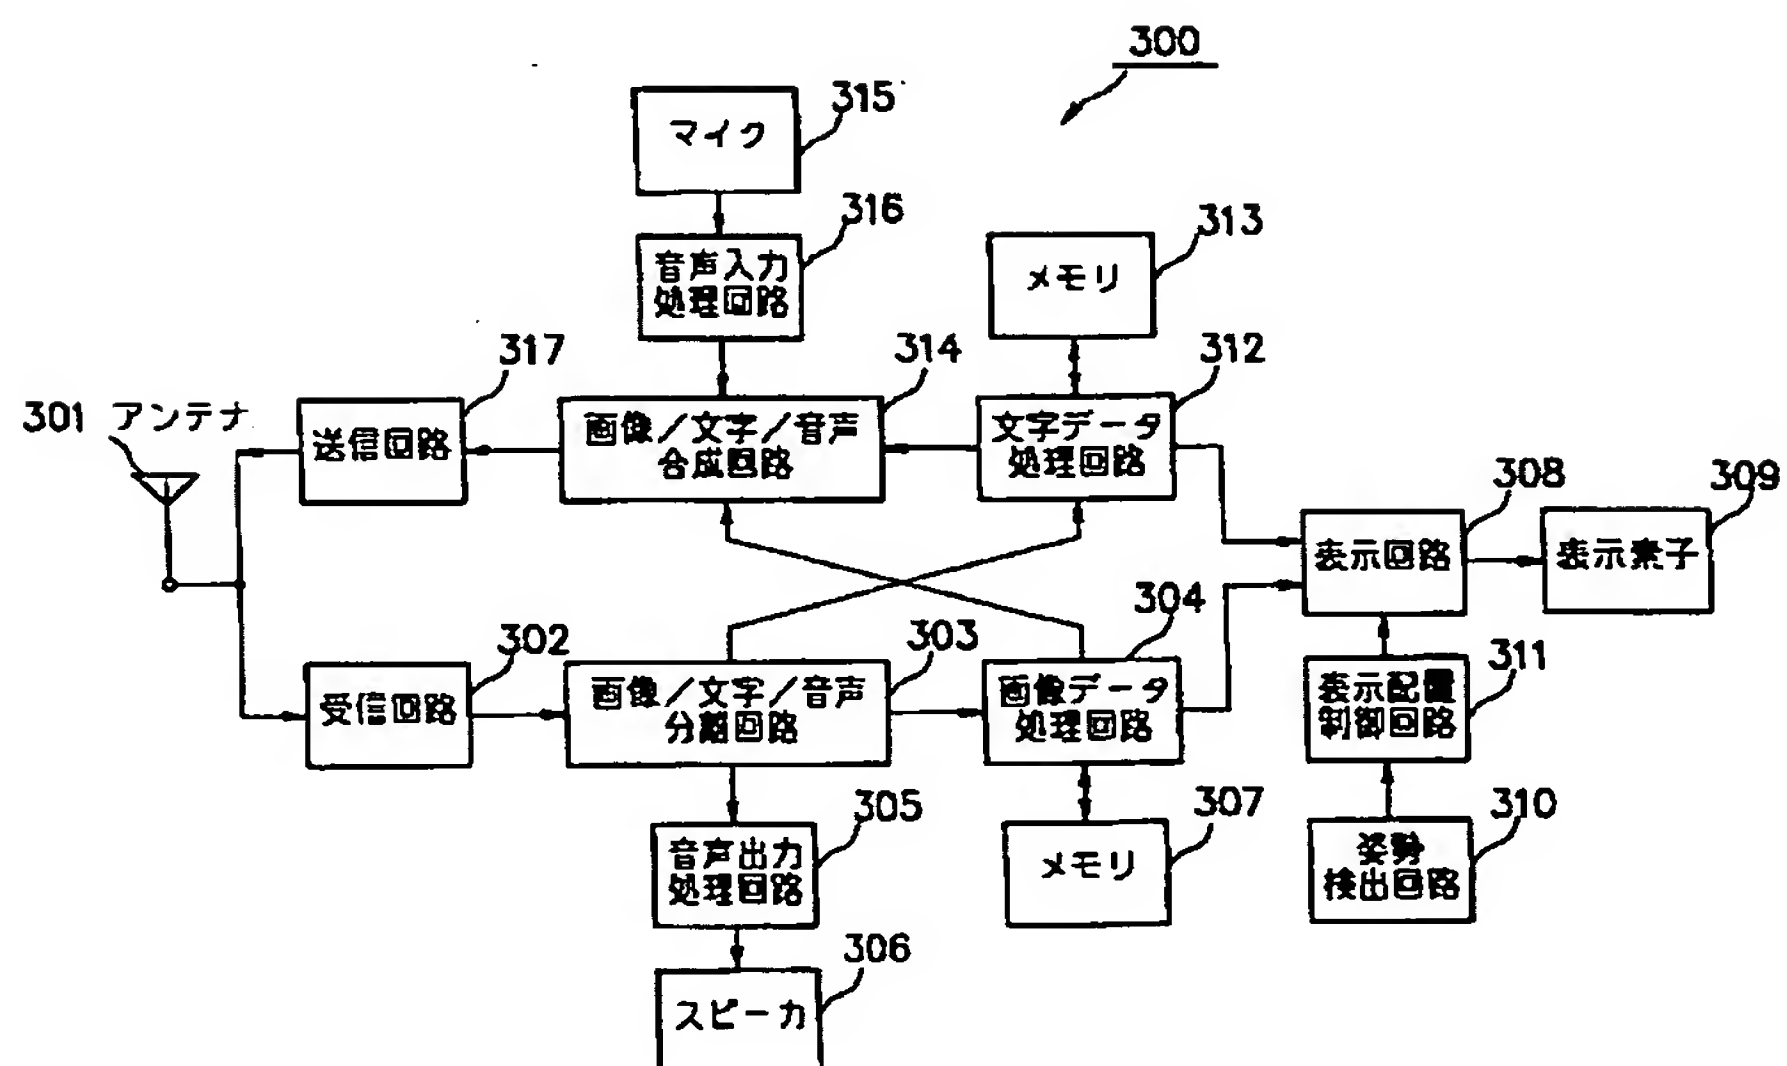 300
315
マイク
316
音声入力
処理回路
313
メモリ
317
314
312
301 アンテナ
送信回路
画像/文字/音声
合成回路
文字データ
処理回路
308
309
表示回路
表示素子
302
303
304
311
受信回路
画像/文字/音声
分離回路
画像データ
処理回路
表示配置
制御回路
305
307
310
音声出力
処理回路
メモリ
姿勢
検出回路
306
スピーカ